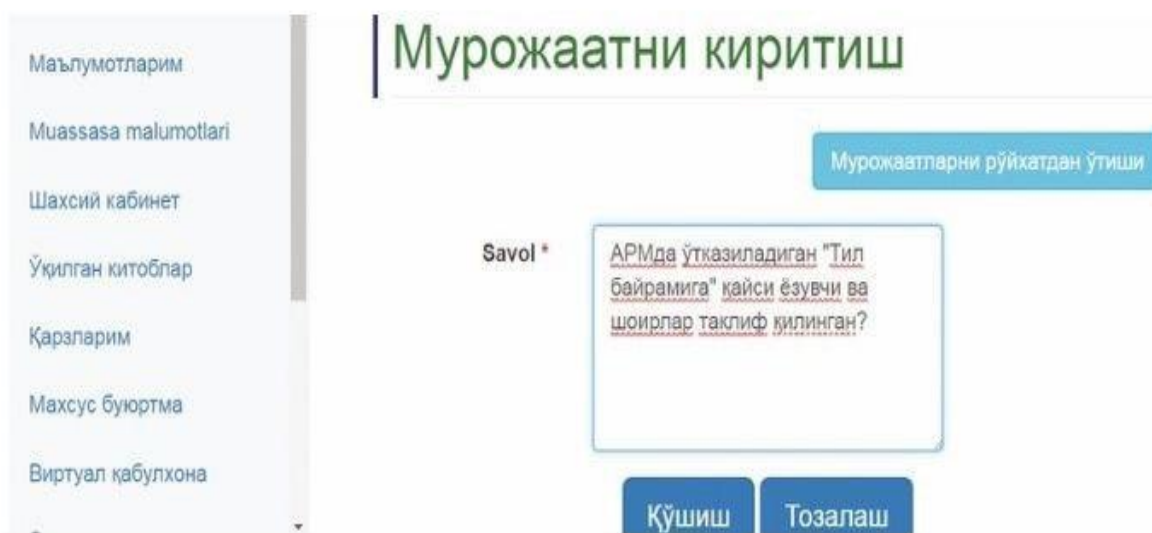 Маълумотларим
Muassasa malumotlari
Шахсий кабинет
Ўқилган китоблар
Қарзларим
Махсус буюртма
Виртуал қабулхона
Мурожаатни киритиш
Мурожаатларни рўйхатдан ўтиши
Savol *
АРМда ўтказиладиган "Тил
байрамига" қайси ёзувчи ва
шоирлар таклиф қилинган?
Қўшиш
Тозалаш